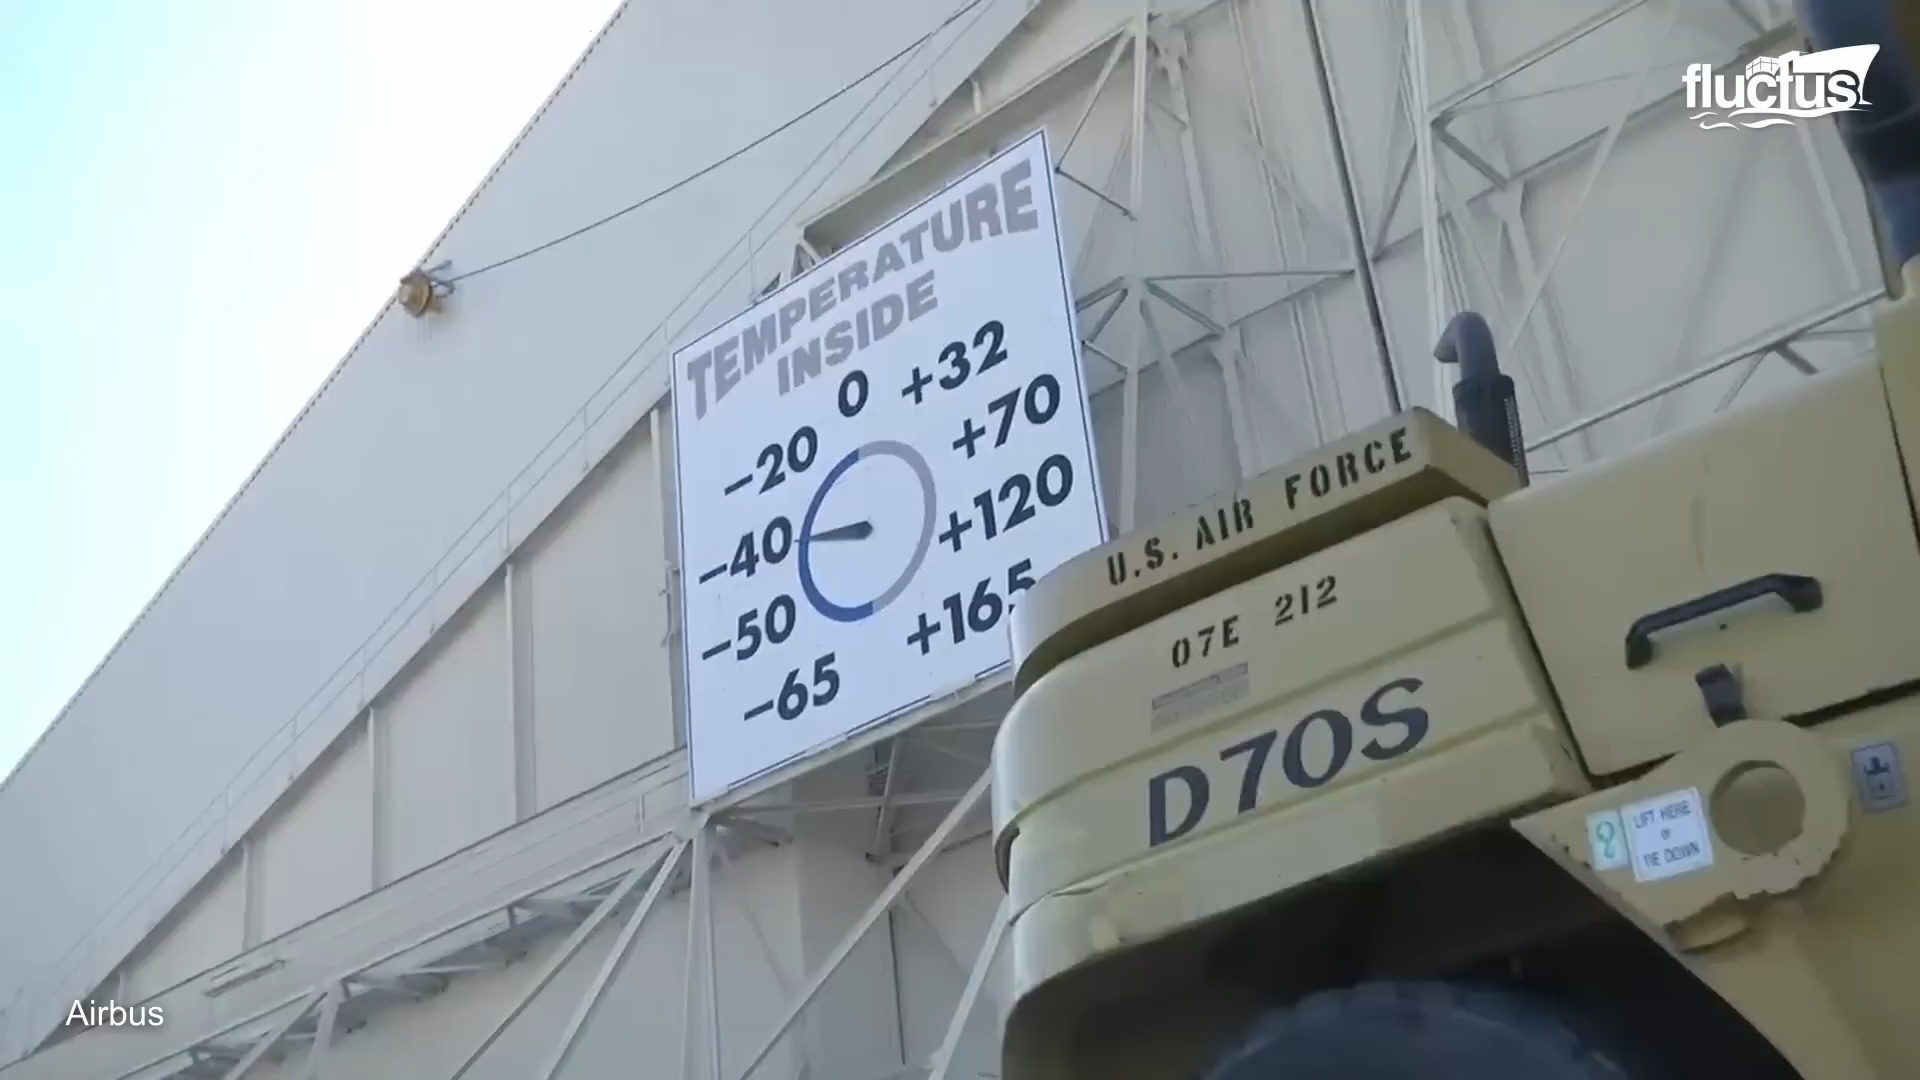 fluctus
TEMPERATURE
INSIDE
0 +32
−20 +70
−40 +120
−50 +165
−65
U.S. AIR FORCE
07E 212
D70S
LIFT HERE
or
TIE DOWN
Airbus